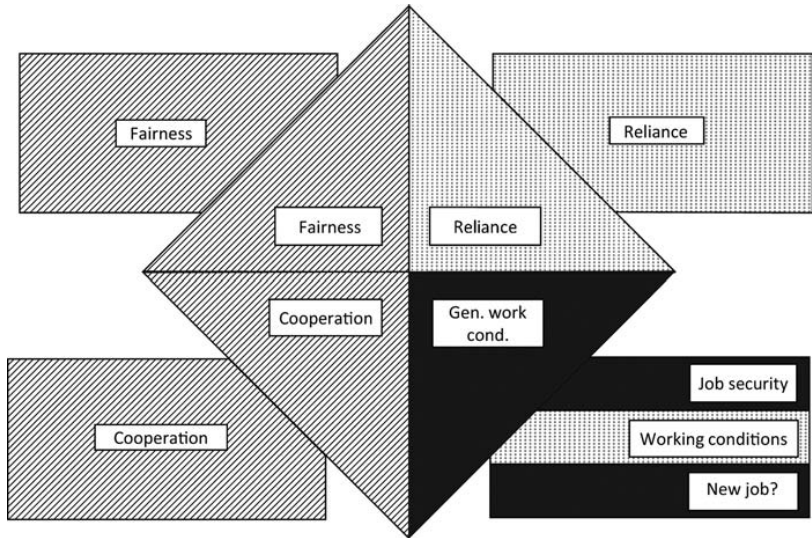 Fairness
Reliance
Fairness
Reliance
Cooperation
Gen. work
cond.
Cooperation
Job security
Working conditions
New job?